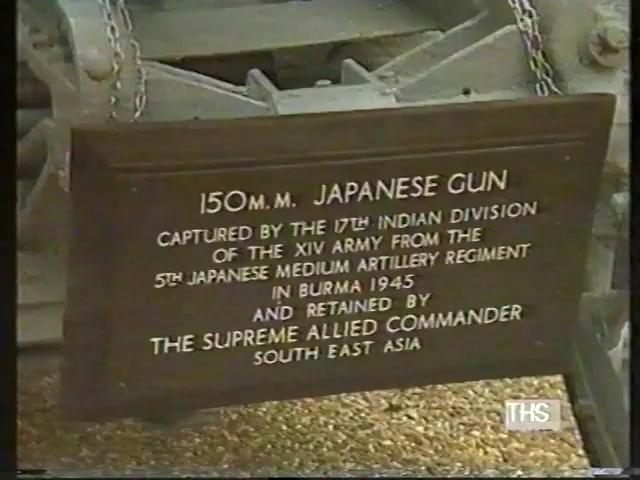 150M.M. JAPANESE GUN
CAPTURED BY THE 17TH INDIAN DIVISION
OF THE XIV ARMY FROM THE
5TH JAPANESE MEDIUM ARTILLERY REGIMENT
IN BURMA 1945
AND RETAINED BY
THE SUPREME ALLIED COMMANDER
SOUTH EAST ASIA
THS